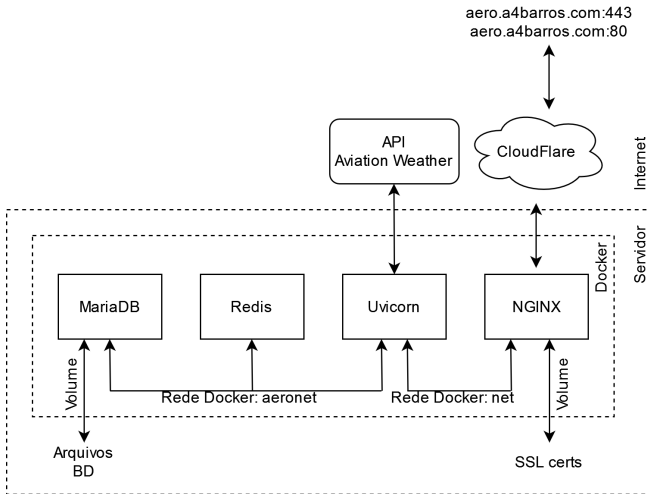 aero.a4barros.com:443
aero.a4barros.com:80
API
Aviation Weather
CloudFlare
Internet
Servidor
Docker
MariaDB
Redis
Uvicorn
NGINX
Volume
Rede Docker: aeronet
Rede Docker: net
Volume
Arquivos
BD
SSL certs